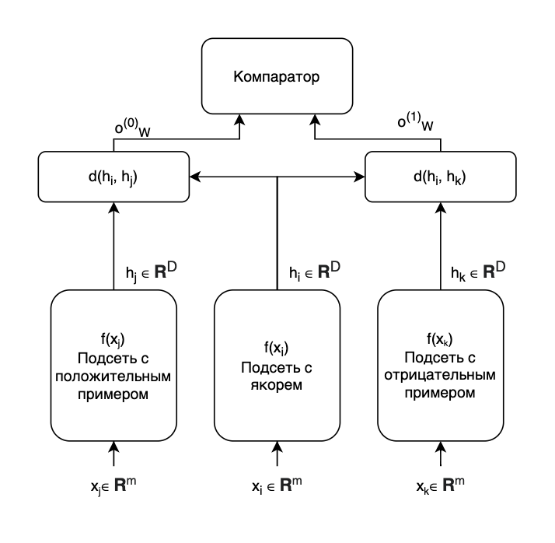 Компаратор
o⁽⁰⁾w
o⁽¹⁾w
d(hᵢ, hⱼ)
d(hᵢ, hₖ)
hⱼ ∈ Rᴰ
hᵢ ∈ Rᴰ
hₖ ∈ Rᴰ
f(xⱼ)
Подсеть с
положительным
примером
f(xᵢ)
Подсеть с
якорем
f(xₖ)
Подсеть с
отрицательным
примером
xⱼ∈ Rᵐ
xᵢ ∈ Rᵐ
xₖ∈ Rᵐ